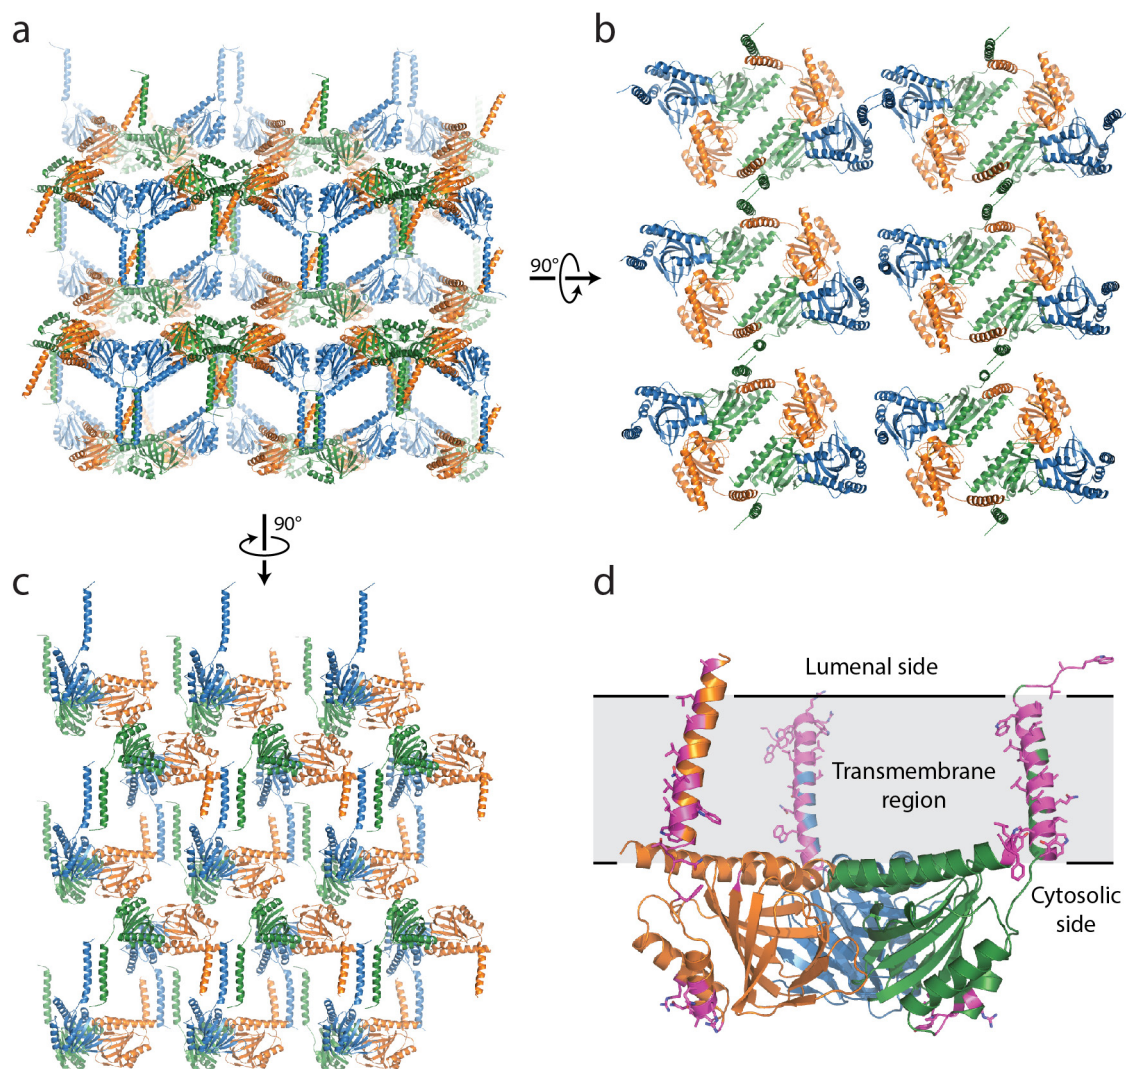 a
b
90°
90°
c
d
Lumenal side
Transmembrane
region
Cytosolic
side